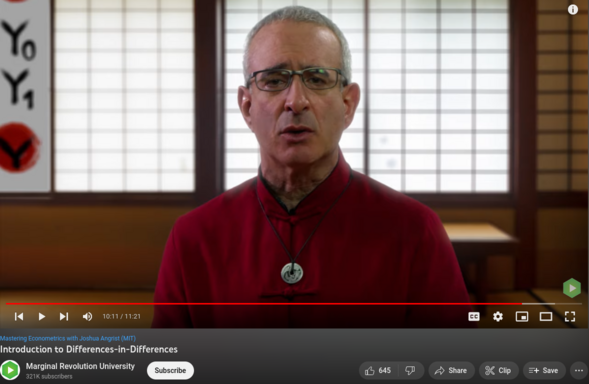 Y0
Y1
Y
10:11 / 11:21
CC
Mastering Econometrics with Joshua Angrist (MIT)
Introduction to Differences-in-Differences
Marginal Revolution University
321K subscribers
Subscribe
645
Share
Clip
Save